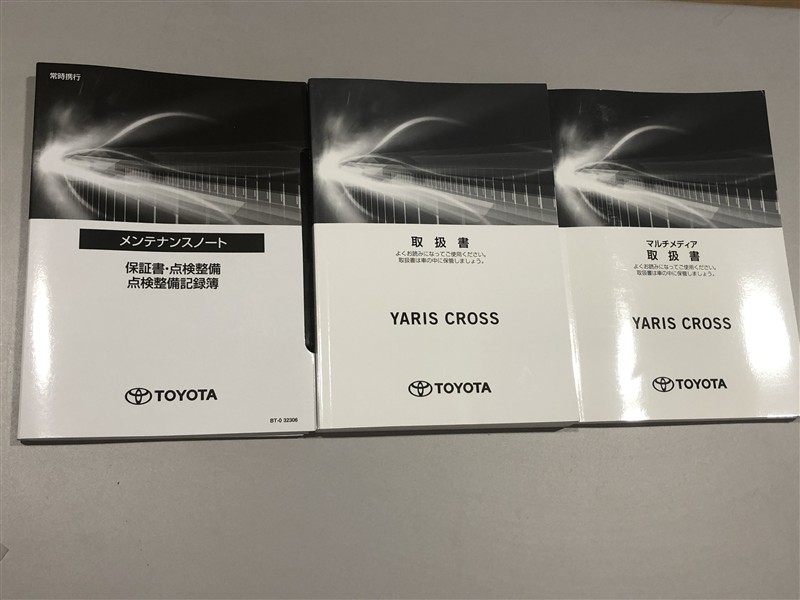 常時携行
メンテナンスノート
保証書・点検整備
点検整備記録簿
TOYOTA
BT-0 32306
取扱書
よくお読みになってご使用ください。
取扱書は車の中に保管しましょう。
YARIS CROSS
TOYOTA
マルチメディア
取扱書
よくお読みになってご使用ください。
取扱書は車の中に保管しましょう。
YARIS CROSS
TOYOTA